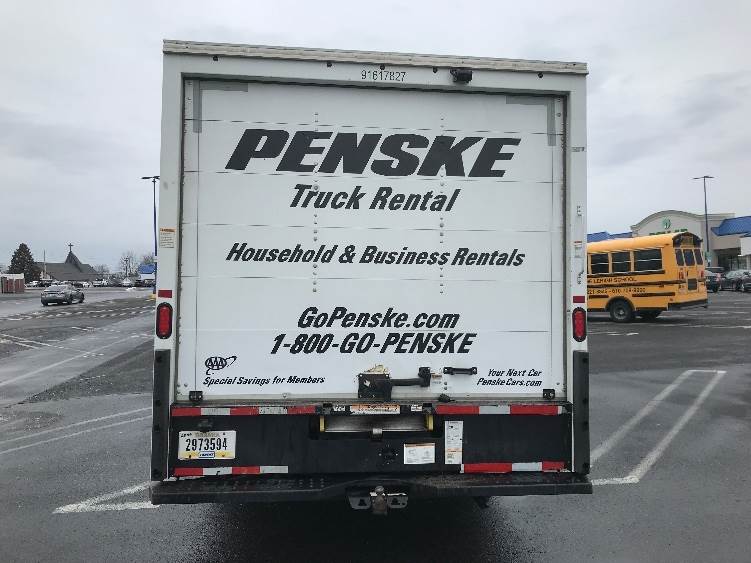 91617827
PENSKE
Truck Rental
Household & Business Rentals
GoPenske.com
1-800-GO-PENSKE
AAA
Special Savings for Members
Your Next Car
PenskeCars.com
2973594
SCHOOL